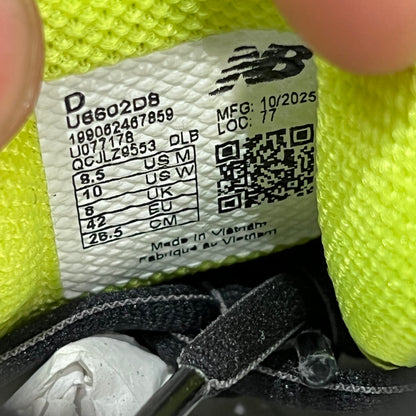 D
U6602D8
199062467859
U077178
QCJLZ9553 DLB
8.5 US M
10 US W
8 UK
42 EU
26.5 CM
NB
MFG: 10/2025
LOC: 77
Made in Vietnam
Fabriqué au Vietnam